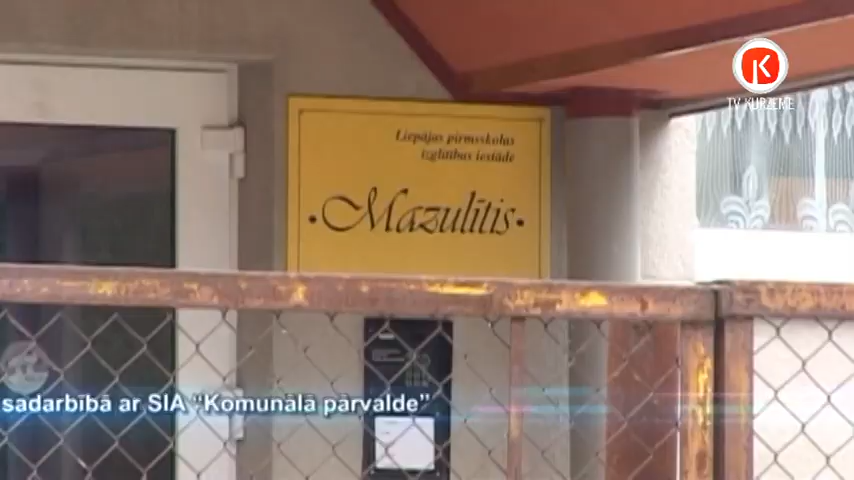 K
TV KURZEME
Liepājas pirmsskolas
izglītības iestāde
• Mazulītis •
sadarbībā ar SIA “Komunālā pārvalde”